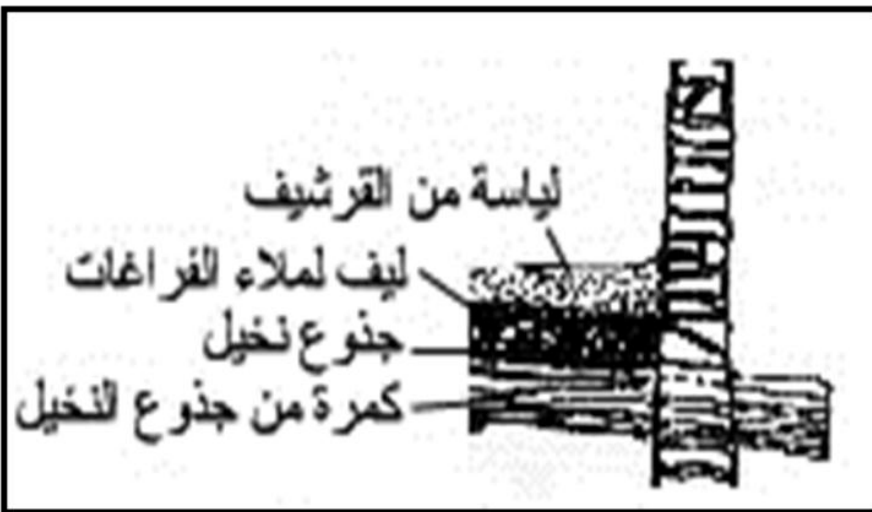 لياسة من القرشيف
ليف لملاء الفراغات
جذوع نخيل
كمرة من جذوع النخيل